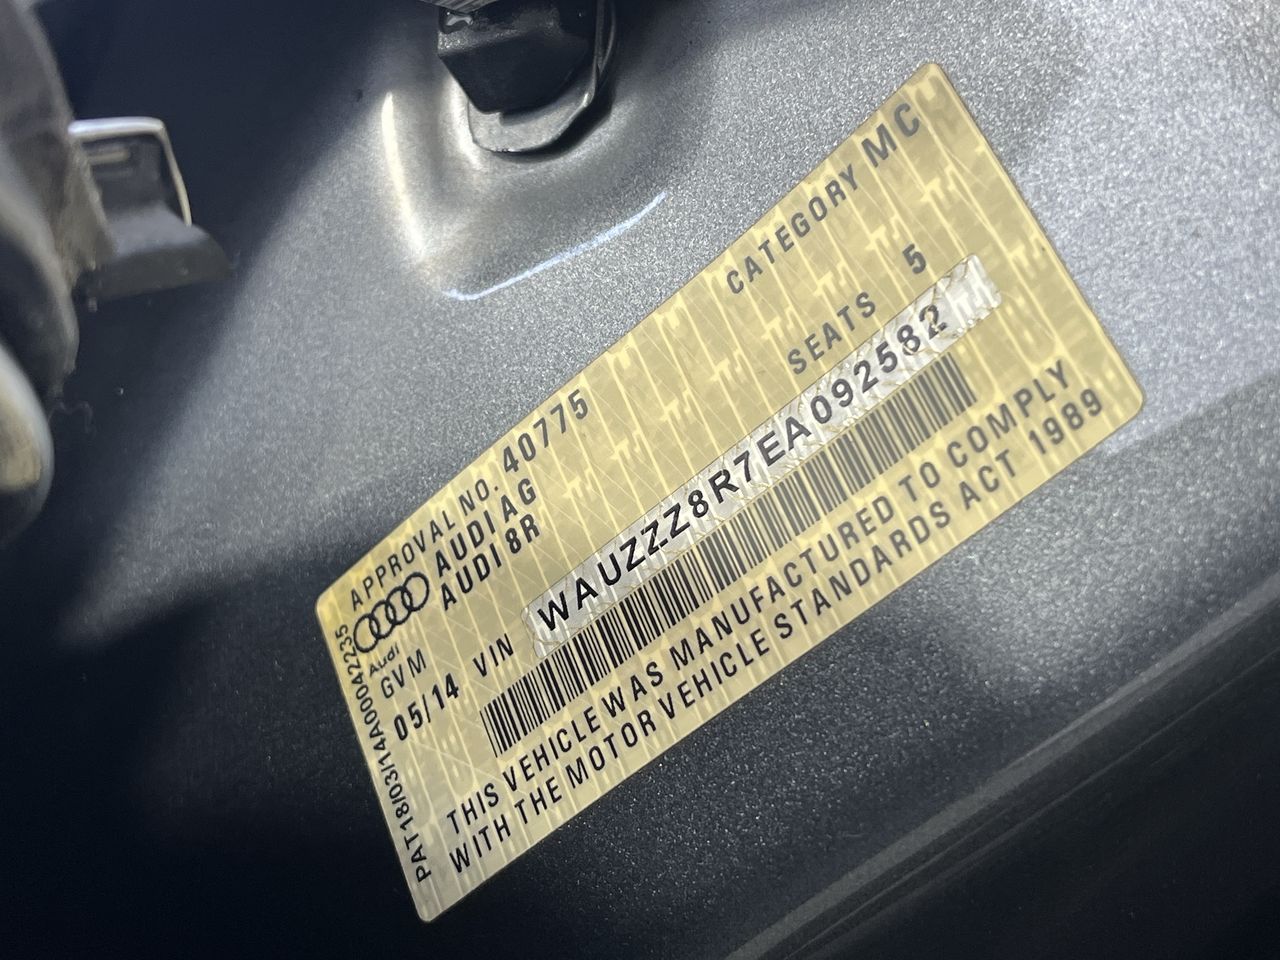 APPROVAL NO. 40775
CATEGORY MC
AUDI AG
AUDI 8R
SEATS 5
Audi
GVM
05/14 VIN WAUZZZ8R7EA092582
THIS VEHICLE WAS MANUFACTURED TO COMPLY
WITH THE MOTOR VEHICLE STANDARDS ACT 1989
PAT18/03/14A00042235